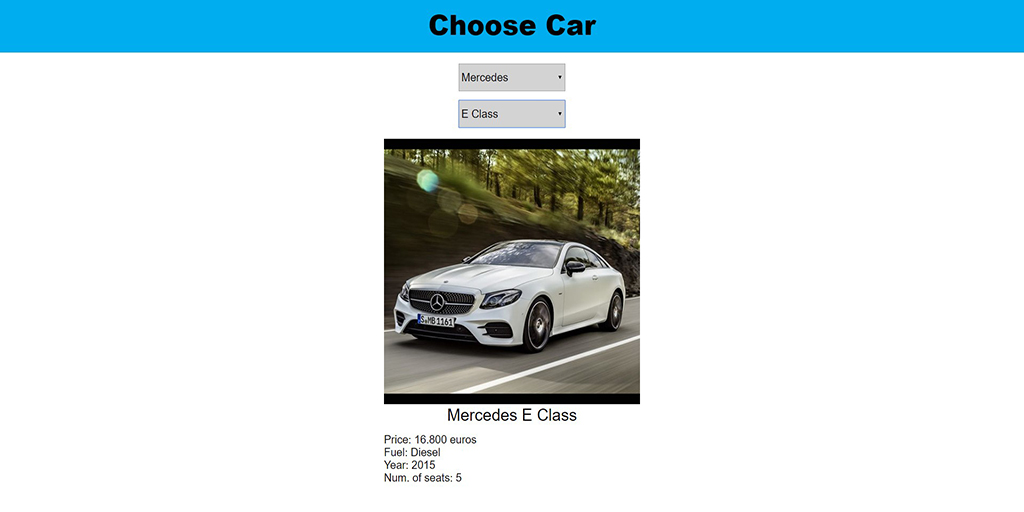 Choose Car
Mercedes
E Class
S MB 1161
Mercedes E Class
Price: 16.800 euros
Fuel: Diesel
Year: 2015
Num. of seats: 5